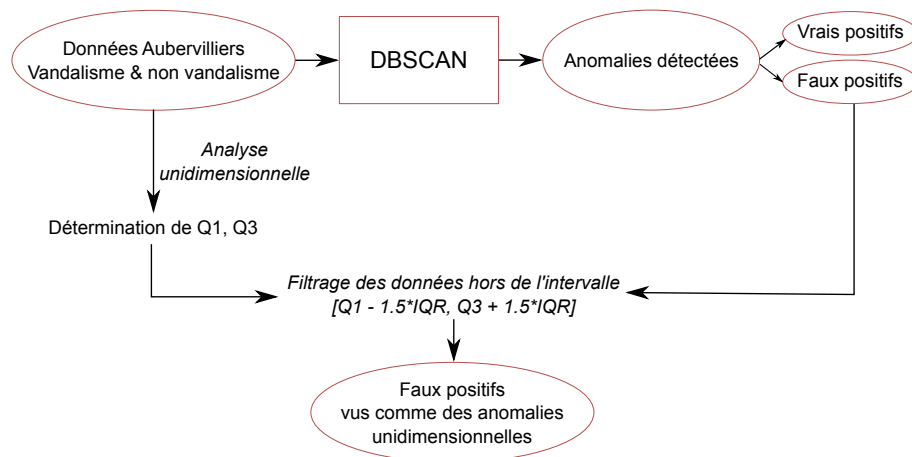 Données Aubervilliers
Vandalisme & non vandalisme
DBSCAN
Anomalies détectées
Vrais positifs
Faux positifs
Analyse
unidimensionnelle
Détermination de Q1, Q3
Filtrage des données hors de l'intervalle
[Q1 - 1.5*IQR, Q3 + 1.5*IQR]
Faux positifs
vus comme des anomalies
unidimensionnelles